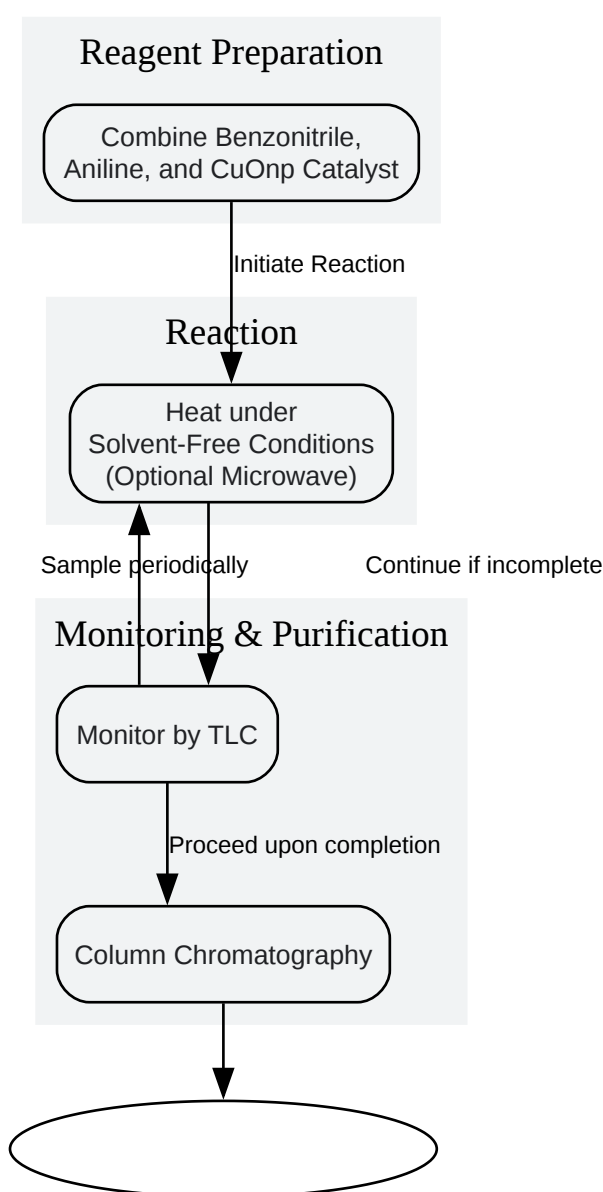 Reagent Preparation
Combine Benzonitrile,
Aniline, and CuOnp Catalyst
Initiate Reaction
Reaction
Heat under
Solvent-Free Conditions
(Optional Microwave)
Sample periodically
Continue if incomplete
Monitoring & Purification
Monitor by TLC
Proceed upon completion
Column Chromatography